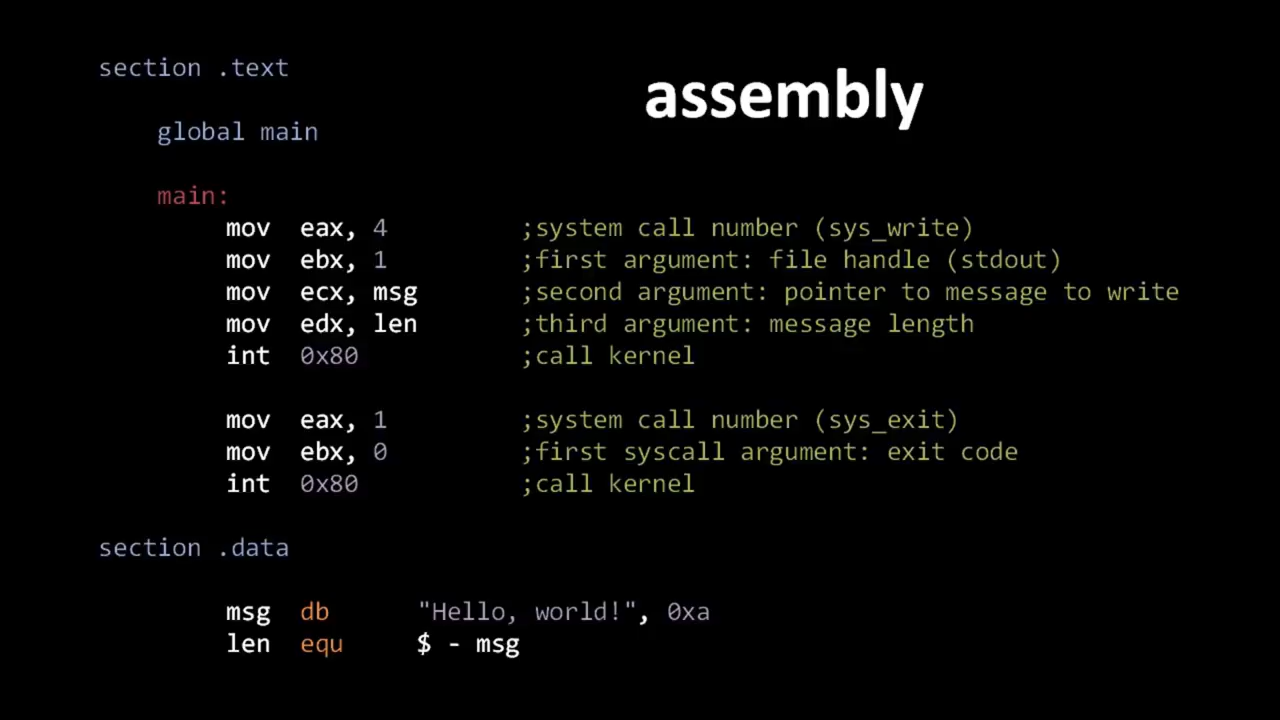 assembly
section .text
global main
main:
mov eax, 4 ;system call number (sys_write)
mov ebx, 1 ;first argument: file handle (stdout)
mov ecx, msg ;second argument: pointer to message to write
mov edx, len ;third argument: message length
int 0x80 ;call kernel
mov eax, 1 ;system call number (sys_exit)
mov ebx, 0 ;first syscall argument: exit code
int 0x80 ;call kernel
section .data
msg db "Hello, world!", 0xa
len equ $ - msg